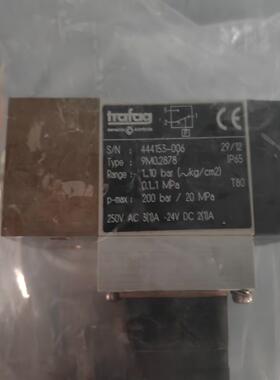 trafag
sensors & controls
P
S/N : 444153-006 29/12
Type : 9M0.2878 IP65
Range : 1..10 bar (~kg/cm2)
0.1..1 MPa T80
p-max : 200 bar / 20 MPa
250V AC 3(1)A -24V DC 2(1)A